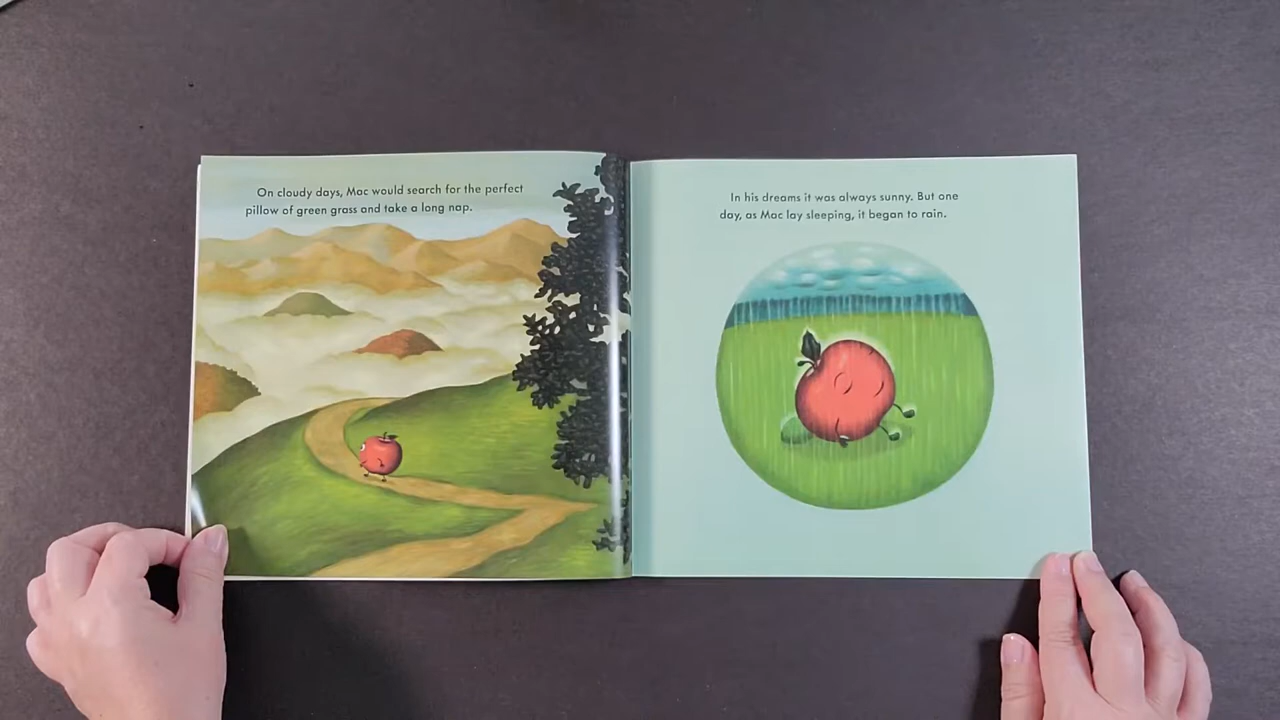 On cloudy days, Mac would search for the perfect
pillow of green grass and take a long nap.
In his dreams it was always sunny. But one
day, as Mac lay sleeping, it began to rain.